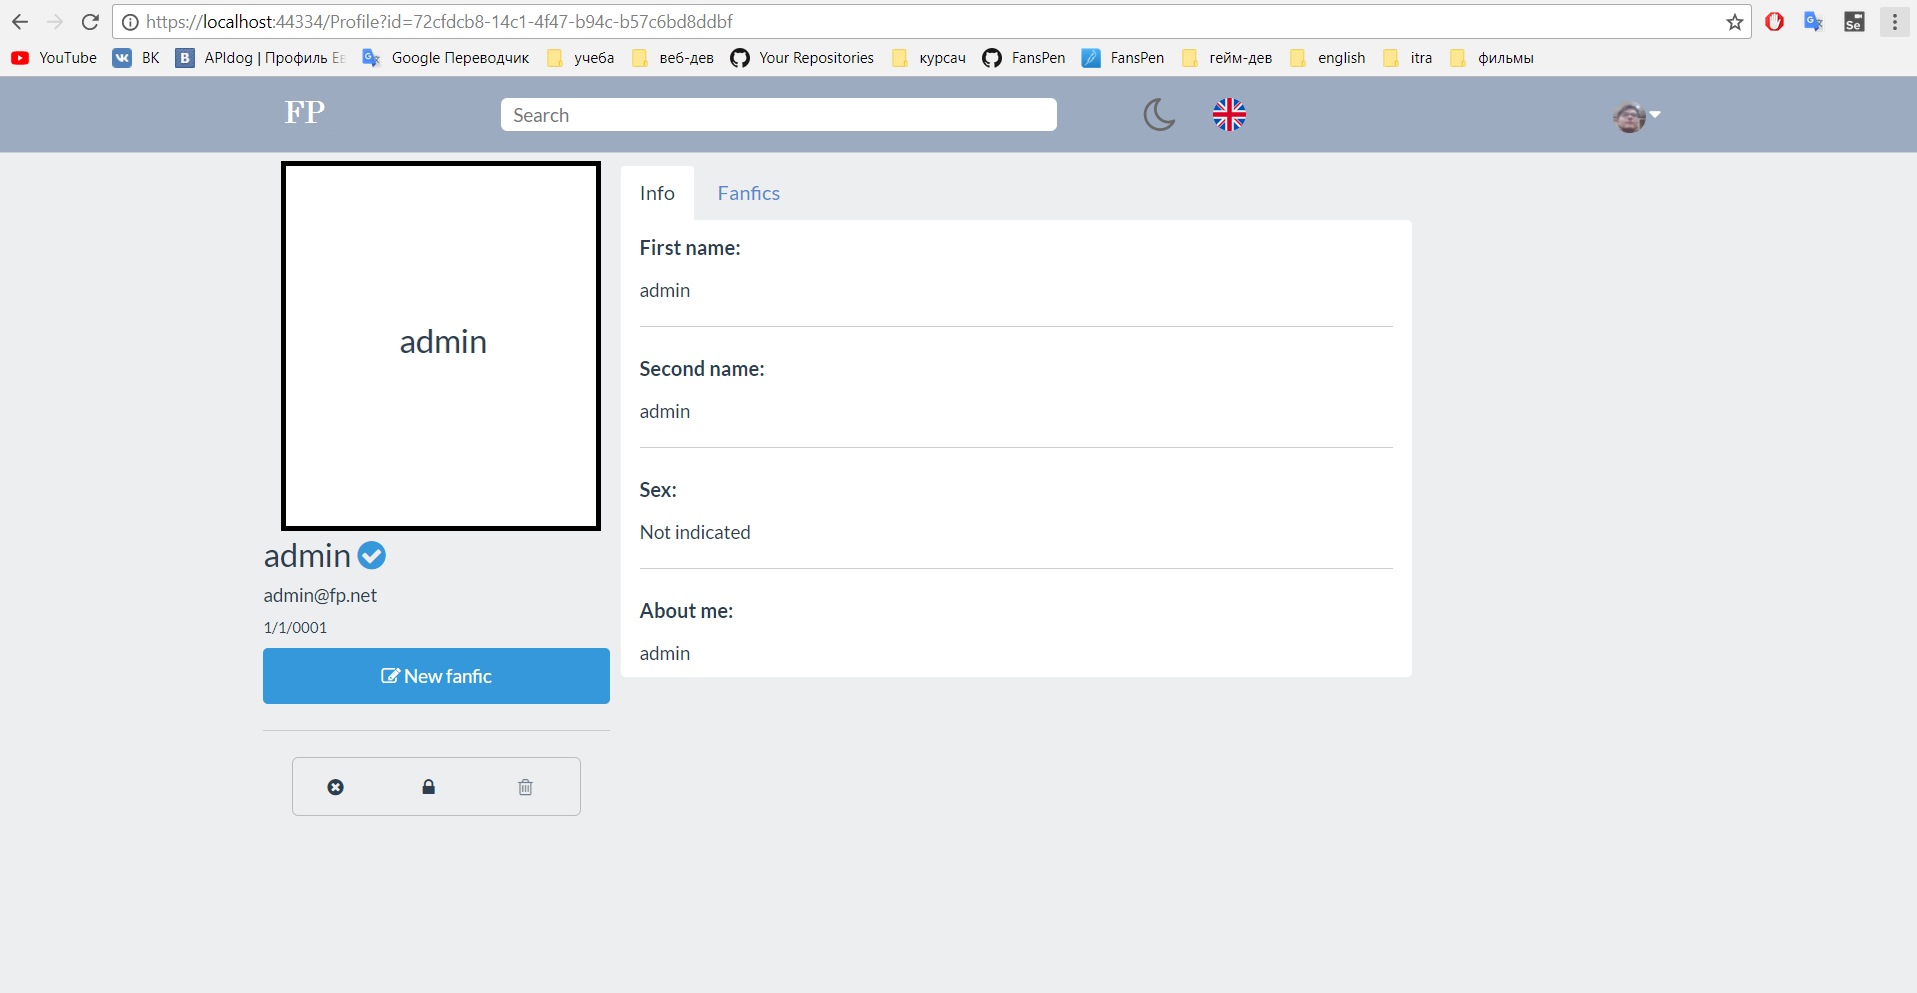 https://localhost:44334/Profile?id=72cfdcb8-14c1-4f47-b94c-b57c6bd8ddbf
YouTube ВК APIdog | Профиль Ев Google Переводчик учеба веб-дев Your Repositories курсач FansPen FansPen гейм-дев english itra фильмы
FP Search
admin
admin
admin@fp.net
1/1/0001
New fanfic
Info Fanfics
First name:
admin
Second name:
admin
Sex:
Not indicated
About me:
admin